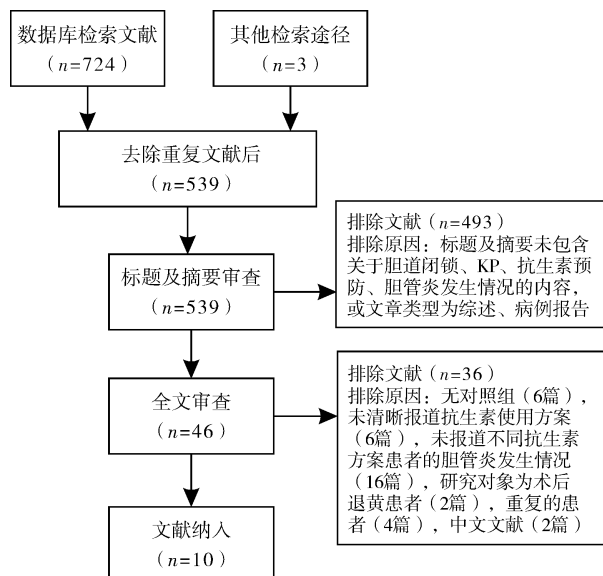 数据库检索文献
（n=724）
其他检索途径
（n=3）
去除重复文献后
（n=539）
排除文献（n=493）
排除原因：标题及摘要未包含
关于胆道闭锁、KP、抗生素预
防、胆管炎发生情况的内容，
或文章类型为综述、病例报告
标题及摘要审查
（n=539）
排除文献（n=36）
排除原因：无对照组（6篇），
未清晰报道抗生素使用方案
（6篇），未报道不同抗生素
方案患者的胆管炎发生情况
（16篇），研究对象为术后
退黄患者（2篇），重复的患
者（4篇），中文文献（2篇）
全文审查
（n=46）
文献纳入
（n=10）